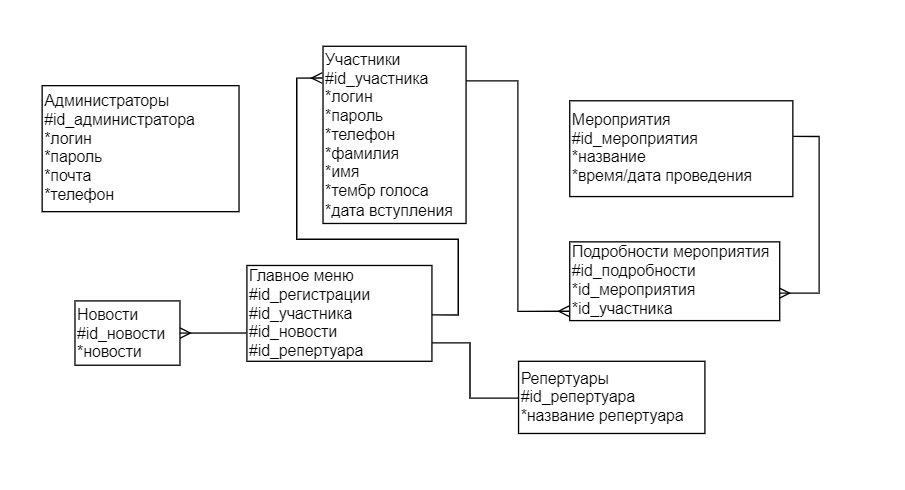 Администраторы
#id_администратора
*логин
*пароль
*почта
*телефон
Участники
#id_участника
*логин
*пароль
*телефон
*фамилия
*имя
*тембр голоса
*дата вступления
Мероприятия
#id_мероприятия
*название
*время/дата проведения
Подробности мероприятия
#id_подробности
*id_мероприятия
*id_участника
Главное меню
#id_регистрации
#id_участника
#id_новости
#id_репертуара
Новости
#id_новости
*новости
Репертуары
#id_репертуара
*название репертуара